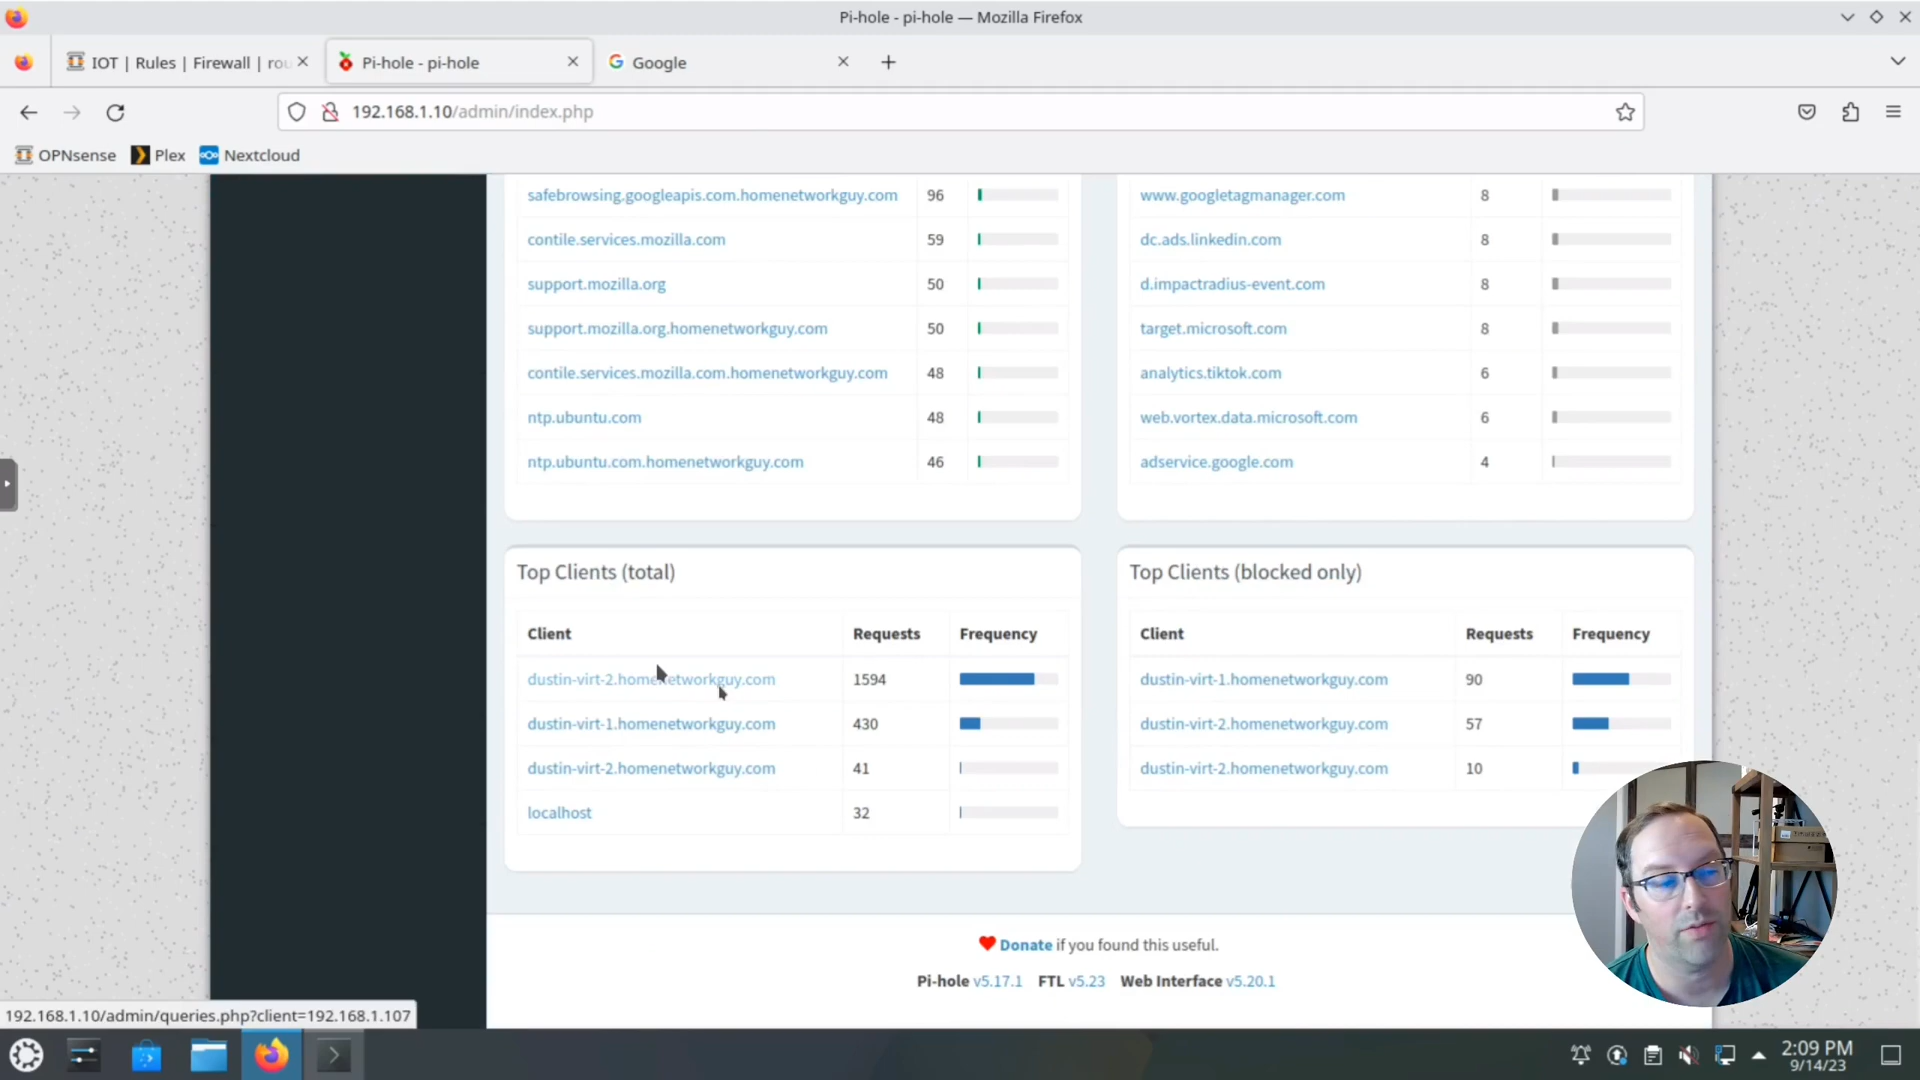 Pi-hole - pi-hole — Mozilla Firefox
IOT | Rules | Firewall | rou
Pi-hole - pi-hole
Google
192.168.1.10/admin/index.php
OPNsense
Plex
Nextcloud
safebrowsing.googleapis.com.homenetworkguy.com 96
contile.services.mozilla.com 59
support.mozilla.org 50
support.mozilla.org.homenetworkguy.com 50
contile.services.mozilla.com.homenetworkguy.com 48
ntp.ubuntu.com 48
ntp.ubuntu.com.homenetworkguy.com 46
www.googletagmanager.com 8
dc.ads.linkedin.com 8
d.impactradius-event.com 8
target.microsoft.com 8
analytics.tiktok.com 6
web.vortex.data.microsoft.com 6
adservice.google.com 4
Top Clients (total)
Client Requests Frequency
dustin-virt-2.homenetworkguy.com 1594
dustin-virt-1.homenetworkguy.com 430
dustin-virt-2.homenetworkguy.com 41
localhost 32
Top Clients (blocked only)
Client Requests Frequency
dustin-virt-1.homenetworkguy.com 90
dustin-virt-2.homenetworkguy.com 57
dustin-virt-2.homenetworkguy.com 10
Donate if you found this useful.
Pi-hole v5.17.1 FTL v5.23 Web Interface v5.20.1
192.168.1.10/admin/queries.php?client=192.168.1.107
2:09 PM
9/14/23